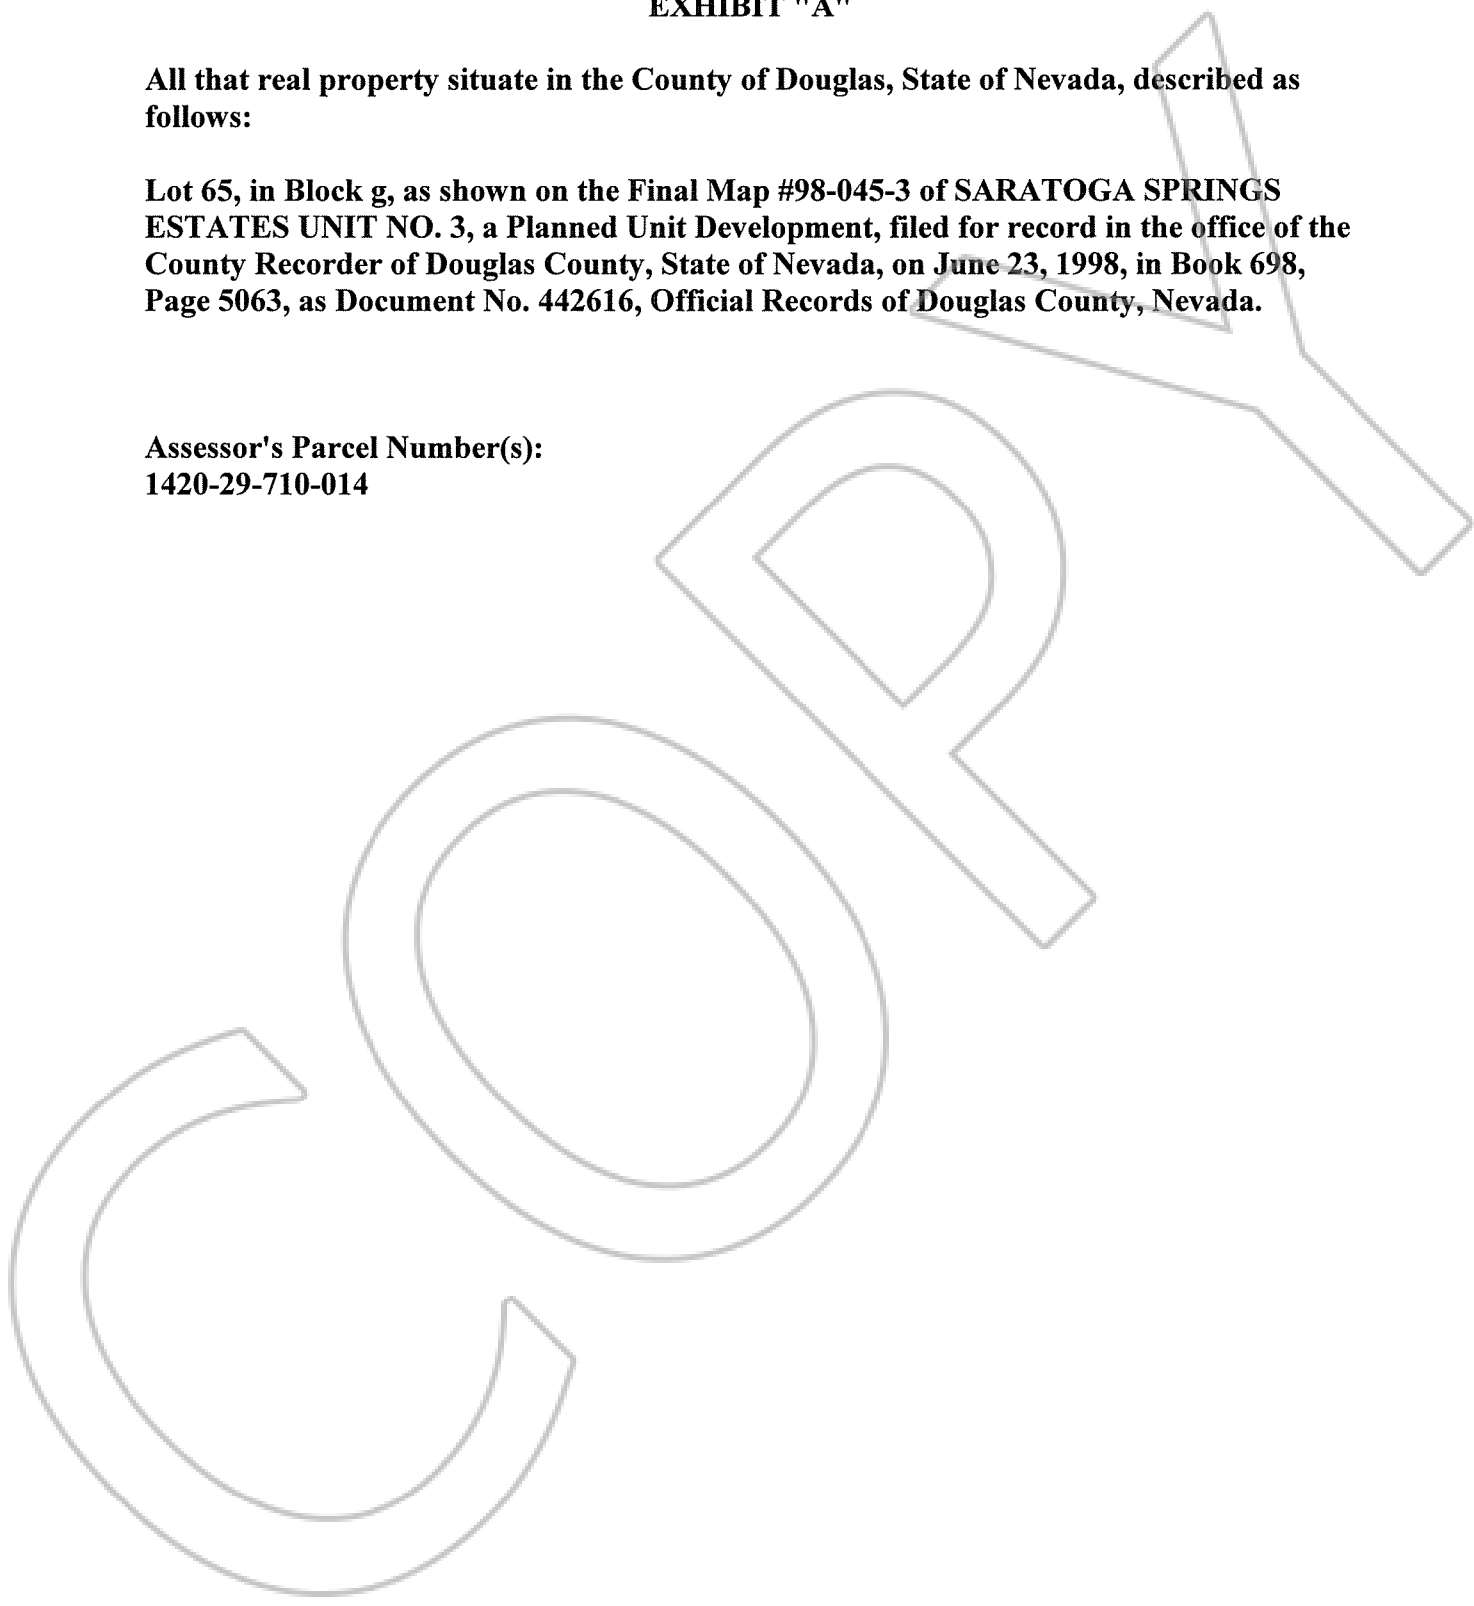 EXHIBIT "A"
All that real property situate in the County of Douglas, State of Nevada, described as
follows:
Lot 65, in Block g, as shown on the Final Map #98-045-3 of SARATOGA SPRINGS
ESTATES UNIT NO. 3, a Planned Unit Development, filed for record in the office of the
County Recorder of Douglas County, State of Nevada, on June 23, 1998, in Book 698,
Page 5063, as Document No. 442616, Official Records of Douglas County, Nevada.
Assessor's Parcel Number(s):
1420-29-710-014
COPY